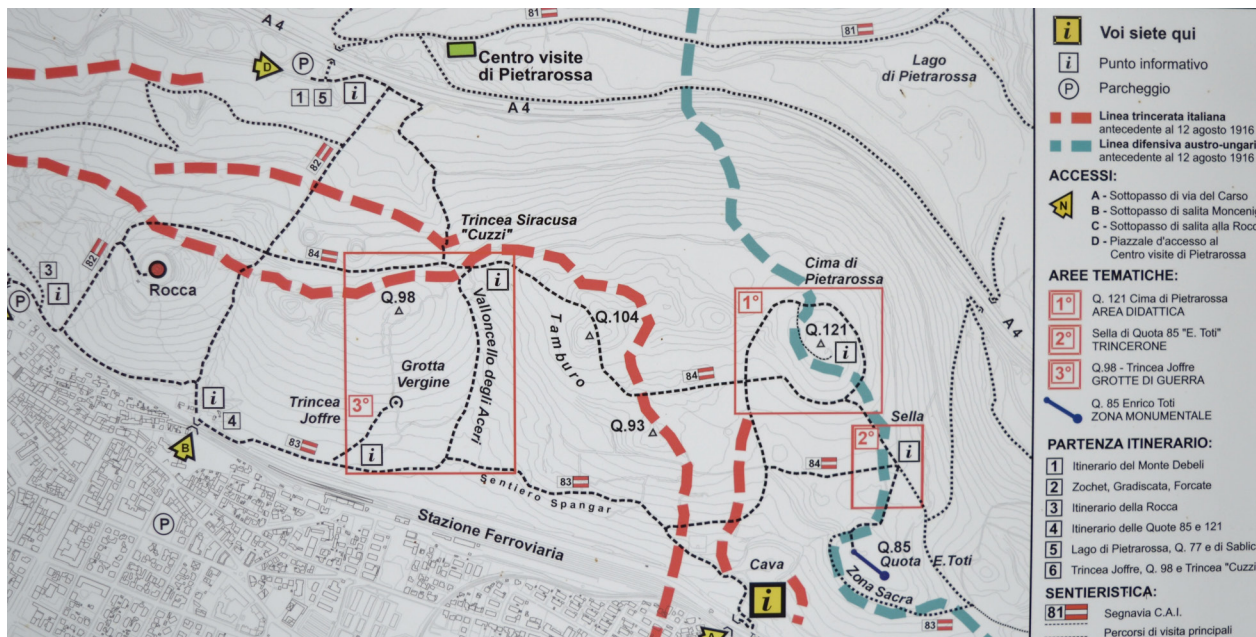 A 4
81
81
D
P
1 5 i
Centro visite
di Pietrarossa
A 4
Lago
di Pietrarossa
82
Trincea Siracusa
"Cuzzi"
84
82
3
i
P
Rocca
Q.98
i
Valloncello degli Aceri
Tamburo
Q.104
Cima di
Pietrarossa
1°
Q.121
i
A 4
Grotta
Vergine
Trincea
Joffre
3°
84
i
4
B
83
i
Q.93
Sella
2°
i
84
Sentiero Spangar
83
P
Stazione Ferroviaria
Cava
i
A
Q.85
Quota E.Toti
Zona Sacra
83
i Voi siete qui
i Punto informativo
P Parcheggio
Linea trincerata italiana
antecedente al 12 agosto 1916
Linea difensiva austro-ungari
antecedente al 12 agosto 1916
ACCESSI:
N
A - Sottopasso di via del Carso
B - Sottopasso di salita Monceni
C - Sottopasso di salita alla Rocc
D - Piazzale d'accesso al
Centro visite di Pietrarossa
AREE TEMATICHE:
1° Q. 121 Cima di Pietrarossa
AREA DIDATTICA
2° Sella di Quota 85 "E. Toti"
TRINCERONE
3° Q.98 - Trincea Joffre
GROTTE DI GUERRA
Q. 85 Enrico Toti
ZONA MONUMENTALE
PARTENZA ITINERARIO:
1 Itinerario del Monte Debeli
2 Zochet, Gradiscata, Forcate
3 Itinerario della Rocca
4 Itinerario delle Quote 85 e 121
5 Lago di Pietrarossa, Q. 77 e di Sablic
6 Trincea Joffre, Q. 98 e Trincea "Cuzzi"
SENTIERISTICA:
81 Segnavia C.A.I.
Percorsi di visita principali